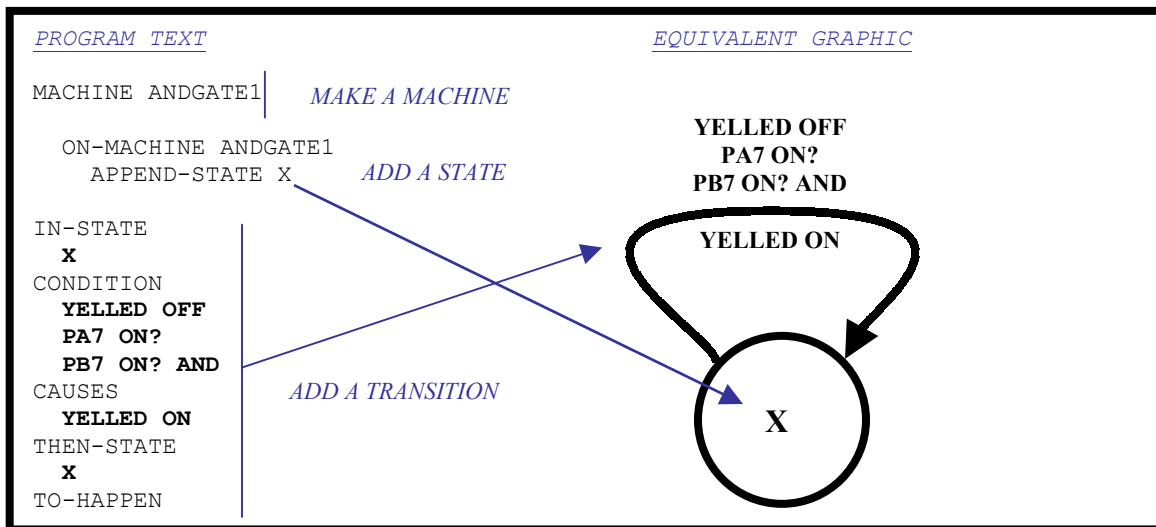 PROGRAM TEXT
MACHINE ANDGATE1
MAKE A MACHINE
ON-MACHINE ANDGATE1
APPEND-STATE X
ADD A STATE
IN-STATE
X
CONDITION
YELLED OFF
PA7 ON?
PB7 ON? AND
CAUSES
YELLED ON
THEN-STATE
X
TO-HAPPEN
ADD A TRANSITION
EQUIVALENT GRAPHIC
YELLED OFF
PA7 ON?
PB7 ON? AND
YELLED ON
X